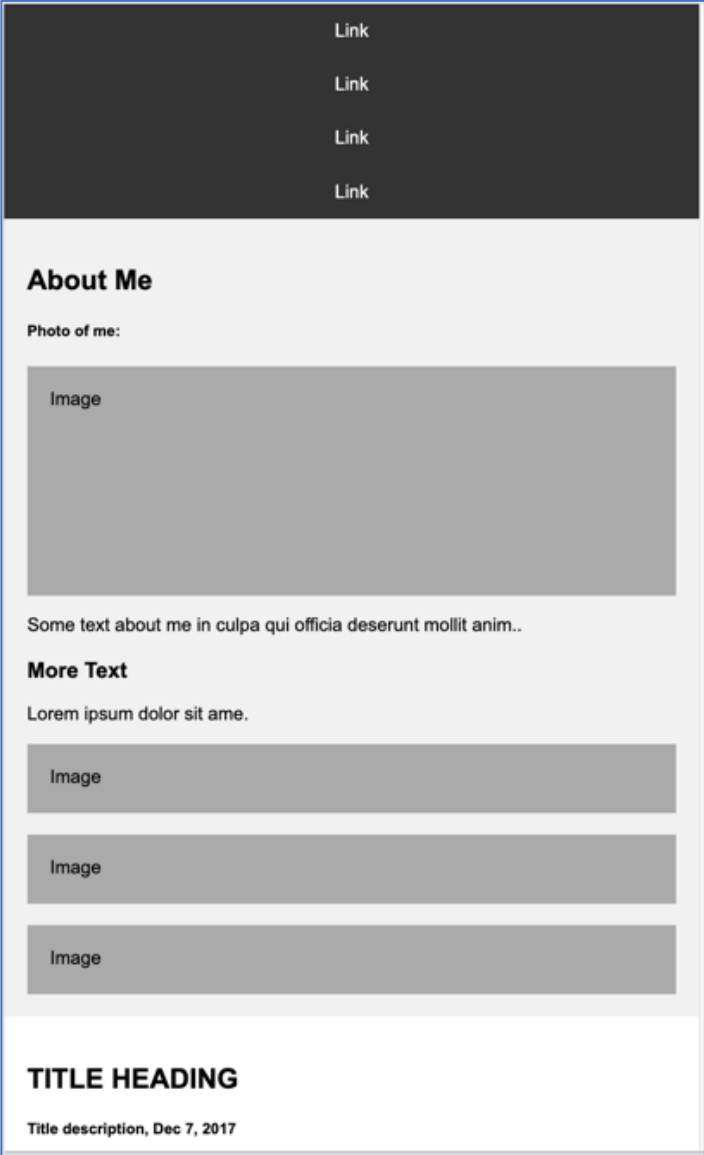 Link
Link
Link
Link
About Me
Photo of me:
Image
Some text about me in culpa qui officia deserunt mollit anim..
More Text
Lorem ipsum dolor sit ame.
Image
Image
Image
TITLE HEADING
Title description, Dec 7, 2017